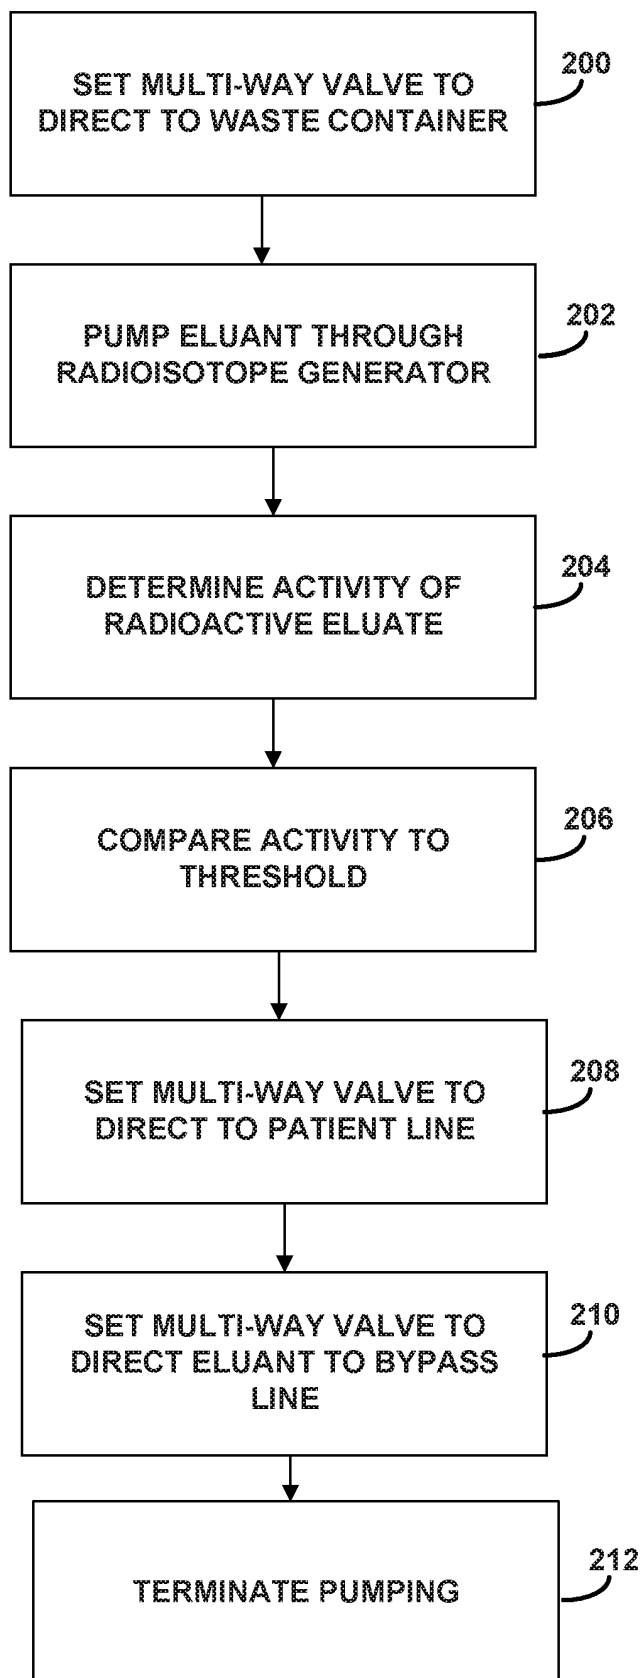 SET MULTI-WAY VALVE TO
DIRECT TO WASTE CONTAINER
200
PUMP ELUANT THROUGH
RADIOISOTOPE GENERATOR
202
DETERMINE ACTIVITY OF
RADIOACTIVE ELUATE
204
COMPARE ACTIVITY TO
THRESHOLD
206
SET MULTI-WAY VALVE TO
DIRECT TO PATIENT LINE
208
SET MULTI-WAY VALVE TO
DIRECT ELUANT TO BYPASS
LINE
210
TERMINATE PUMPING
212